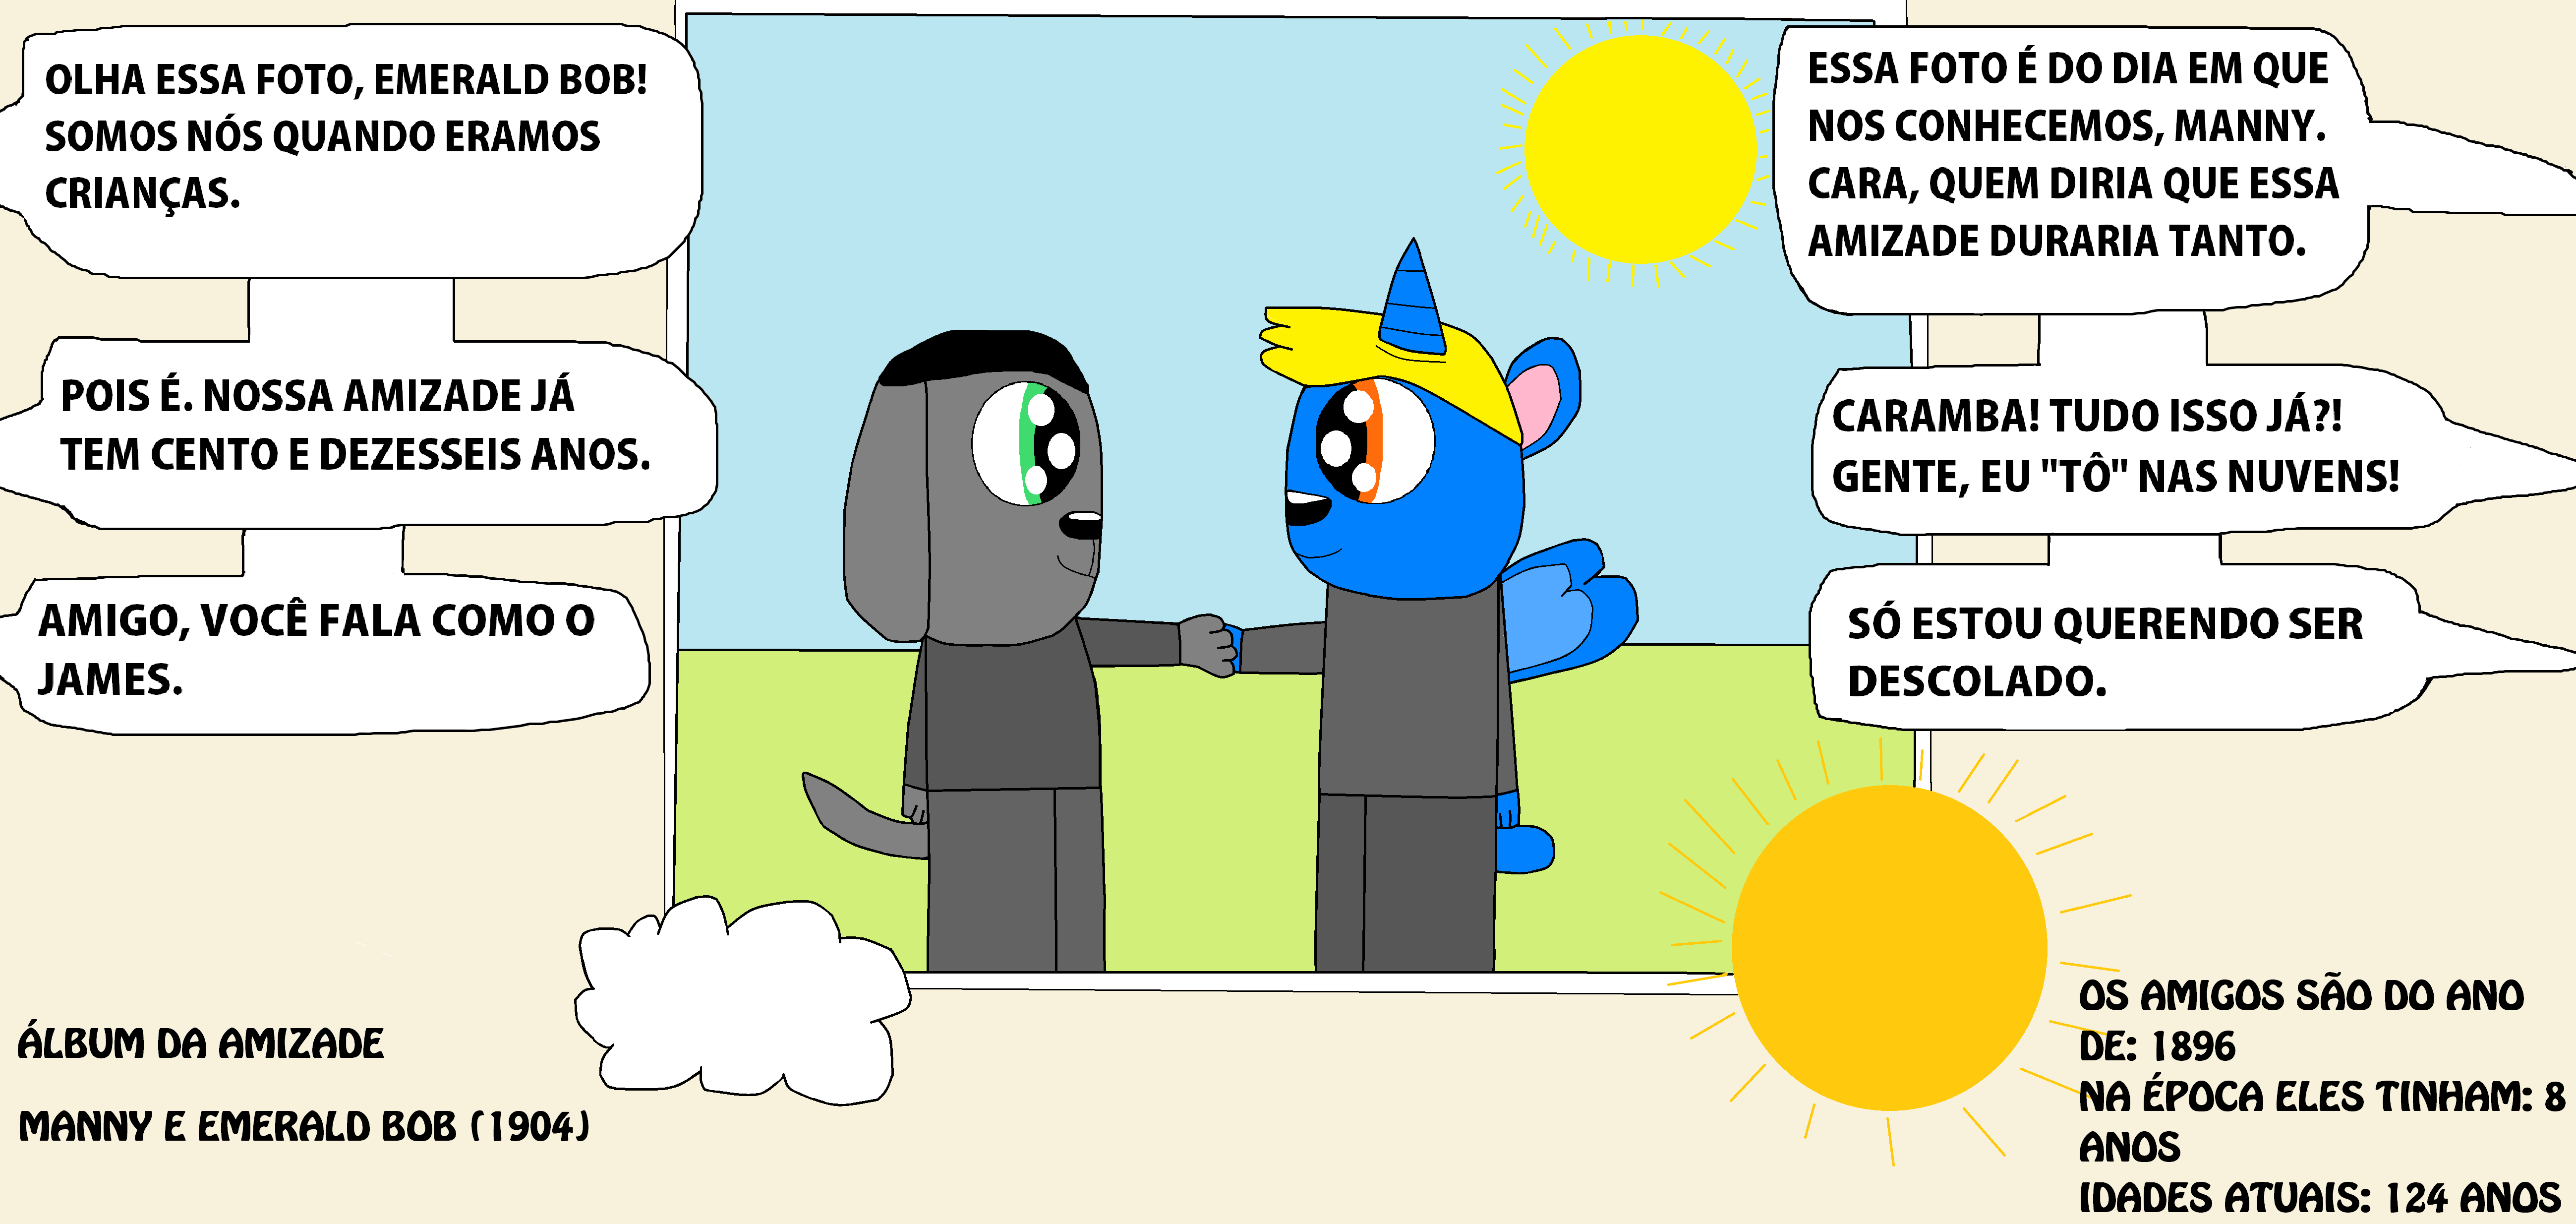 OLHA ESSA FOTO, EMERALD BOB!
SOMOS NÓS QUANDO ERAMOS
CRIANÇAS.
ESSA FOTO É DO DIA EM QUE
NOS CONHECEMOS, MANNY.
CARA, QUEM DIRIA QUE ESSA
AMIZADE DURARIA TANTO.
POIS É. NOSSA AMIZADE JÁ
TEM CENTO E DEZESSEIS ANOS.
CARAMBA! TUDO ISSO JÁ?!
GENTE, EU "TÔ" NAS NUVENS!
AMIGO, VOCÊ FALA COMO O
JAMES.
SÓ ESTOU QUERENDO SER
DESCOLADO.
ÁLBUM DA AMIZADE
MANNY E EMERALD BOB (1904)
OS AMIGOS SÃO DO ANO
DE: 1896
NA ÉPOCA ELES TINHAM: 8
ANOS
IDADES ATUAIS: 124 ANOS